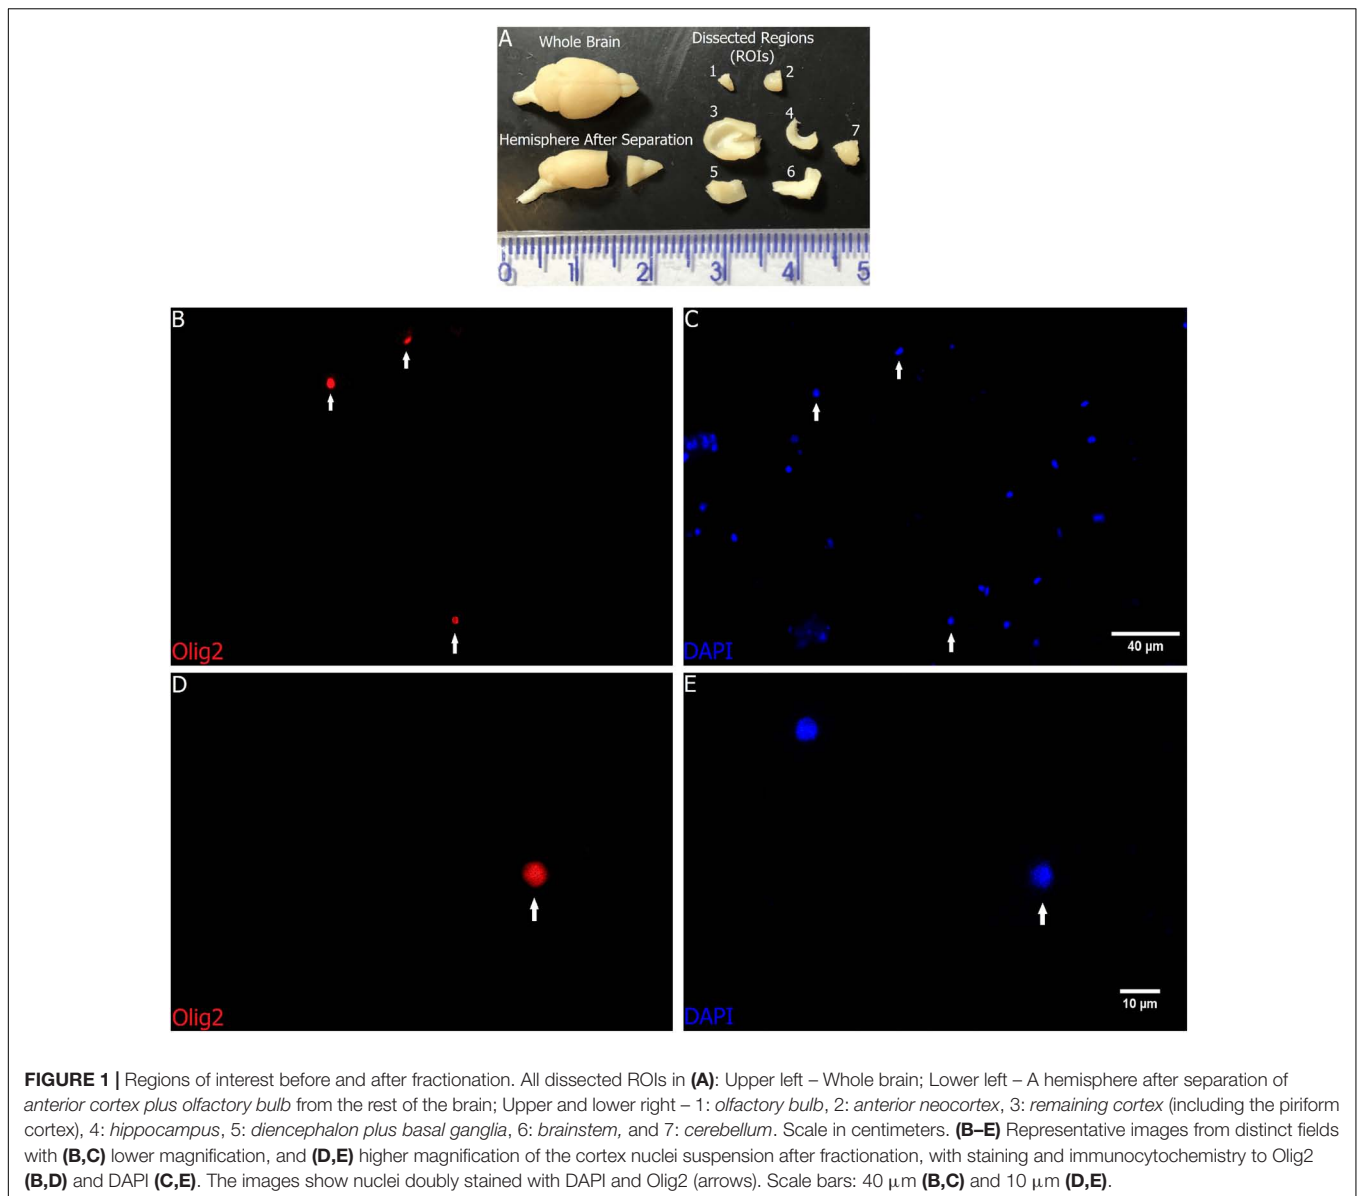 A
Whole Brain
Dissected Regions
(ROIs)
1
2
3
4
7
Hemisphere After Separation
5
6
0 1 2 3 4 5
B
C
Olig2
DAPI
40 µm
D
E
Olig2
DAPI
10 µm
FIGURE 1 | Regions of interest before and after fractionation. All dissected ROIs in (A): Upper left – Whole brain; Lower left – A hemisphere after separation of
anterior cortex plus olfactory bulb from the rest of the brain; Upper and lower right – 1: olfactory bulb, 2: anterior neocortex, 3: remaining cortex (including the piriform
cortex), 4: hippocampus, 5: diencephalon plus basal ganglia, 6: brainstem, and 7: cerebellum. Scale in centimeters. (B–E) Representative images from distinct fields
with (B,C) lower magnification, and (D,E) higher magnification of the cortex nuclei suspension after fractionation, with staining and immunocytochemistry to Olig2
(B,D) and DAPI (C,E). The images show nuclei doubly stained with DAPI and Olig2 (arrows). Scale bars: 40 µm (B,C) and 10 µm (D,E).